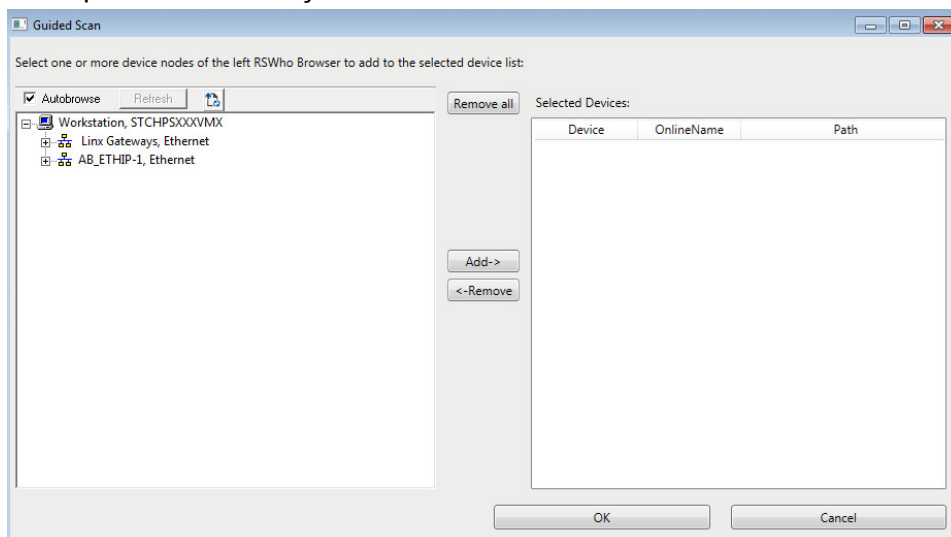 Guided Scan
Select one or more device nodes of the left RSWho Browser to add to the selected device list:
Autobrowse Refresh
Workstation, STCHPSXXXVMX
Linx Gateways, Ethernet
AB_ETHIP-1, Ethernet
Remove all
Add->
<-Remove
Selected Devices:
Device OnlineName Path
OK Cancel